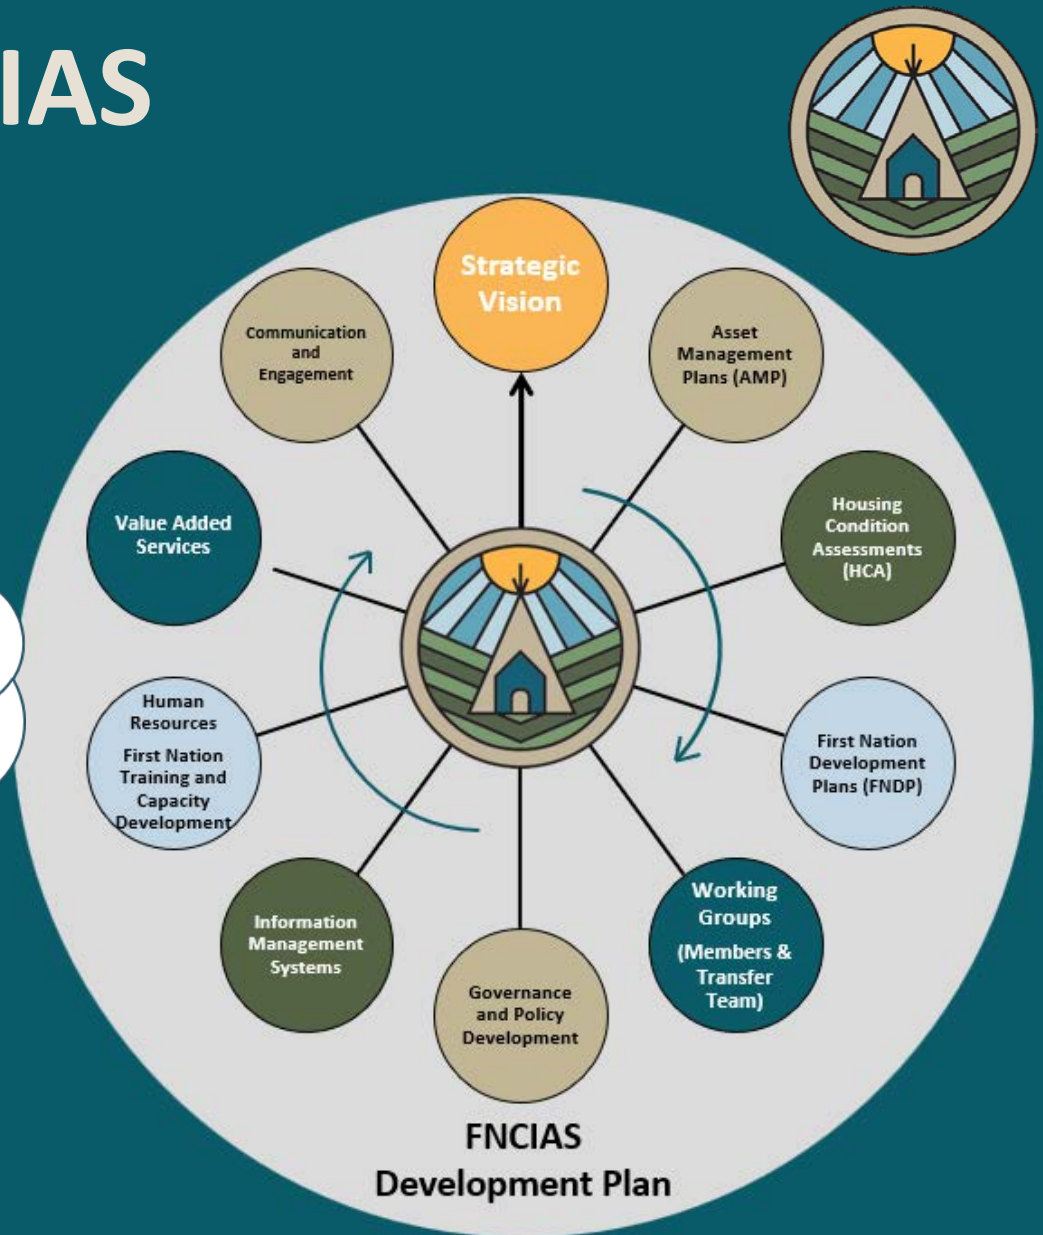 IAS
Strategic
Vision
Asset
Management
Plans (AMP)
Housing
Condition
Assessments
(HCA)
First Nation
Development
Plans (FNDP)
Working
Groups
(Members &
Transfer
Team)
Governance
and Policy
Development
Information
Management
Systems
Human
Resources
First Nation
Training and
Capacity
Development
Value Added
Services
Communication
and
Engagement
FNCIAS
Development Plan